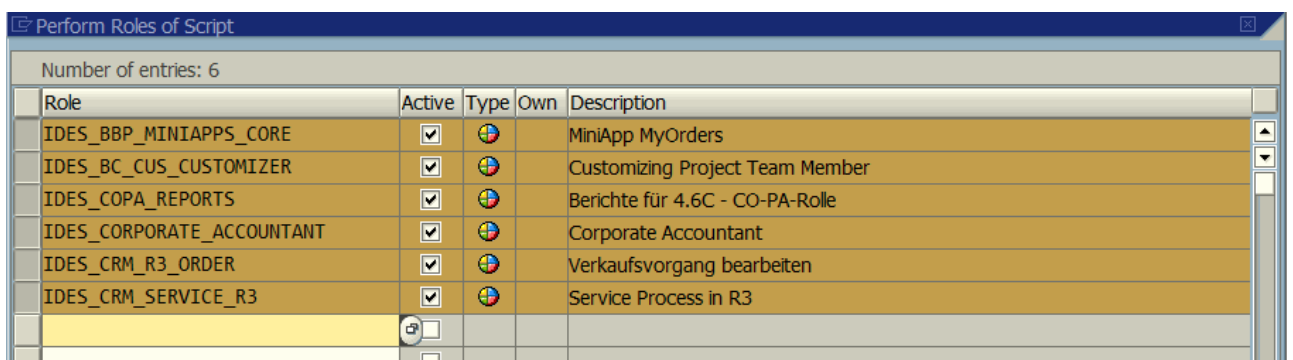 Perform Roles of Script
Number of entries: 6
Role Active Type Own Description
IDES_BBP_MINIAPPS_CORE MiniApp MyOrders
IDES_BC_CUS_CUSTOMIZER Customizing Project Team Member
IDES_COPA_REPORTS Berichte für 4.6C - CO-PA-Rolle
IDES_CORPORATE_ACCOUNTANT Corporate Accountant
IDES_CRM_R3_ORDER Verkaufsvorgang bearbeiten
IDES_CRM_SERVICE_R3 Service Process in R3